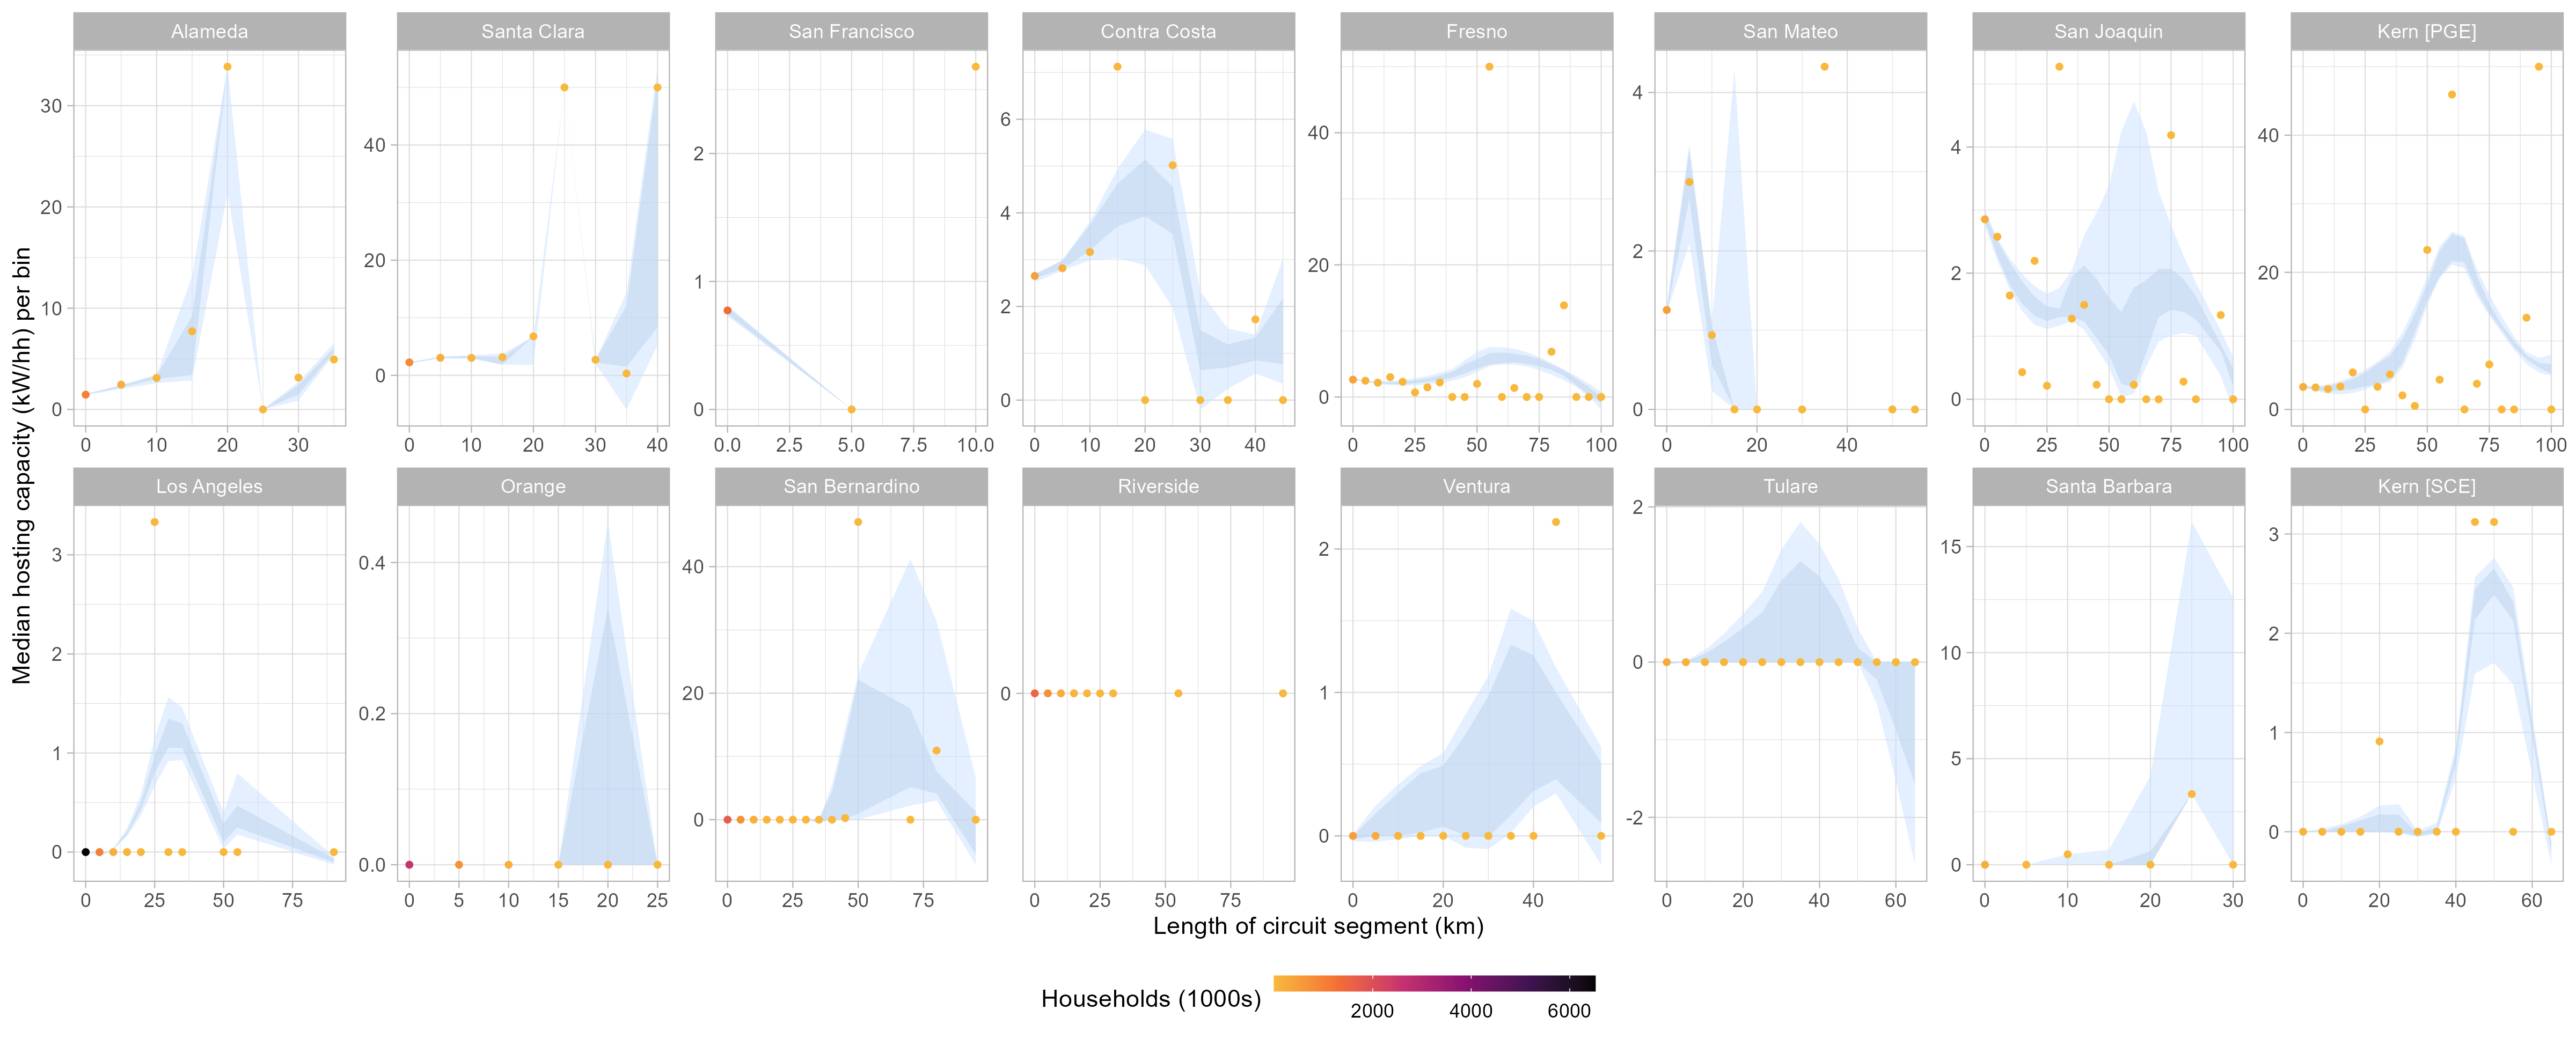 Alameda Santa Clara San Francisco Contra Costa Fresno San Mateo San Joaquin Kern [PGE]
30
20
10
0
40
20
0
2
1
0
6
4
2
0
40
20
0
4
2
0
4
2
0
40
20
0
0 10 20 30
0 10 20 30 40
0.0 2.5 5.0 7.5 10.0
0 10 20 30 40
0 25 50 75 100
0 20 40
0 25 50 75 100
0 25 50 75 100
Median hosting capacity (kW/hh) per bin
Los Angeles Orange San Bernardino Riverside Ventura Tulare Santa Barbara Kern [SCE]
3
2
1
0
0.4
0.2
0.0
40
20
0
0
2
1
0
2
0
-2
15
10
5
0
3
2
1
0
0 25 50 75
0 5 10 15 20 25
0 25 50 75
0 25 50 75
0 20 40
0 20 40 60
0 10 20 30
0 20 40 60
Length of circuit segment (km)
Households (1000s)
2000 4000 6000